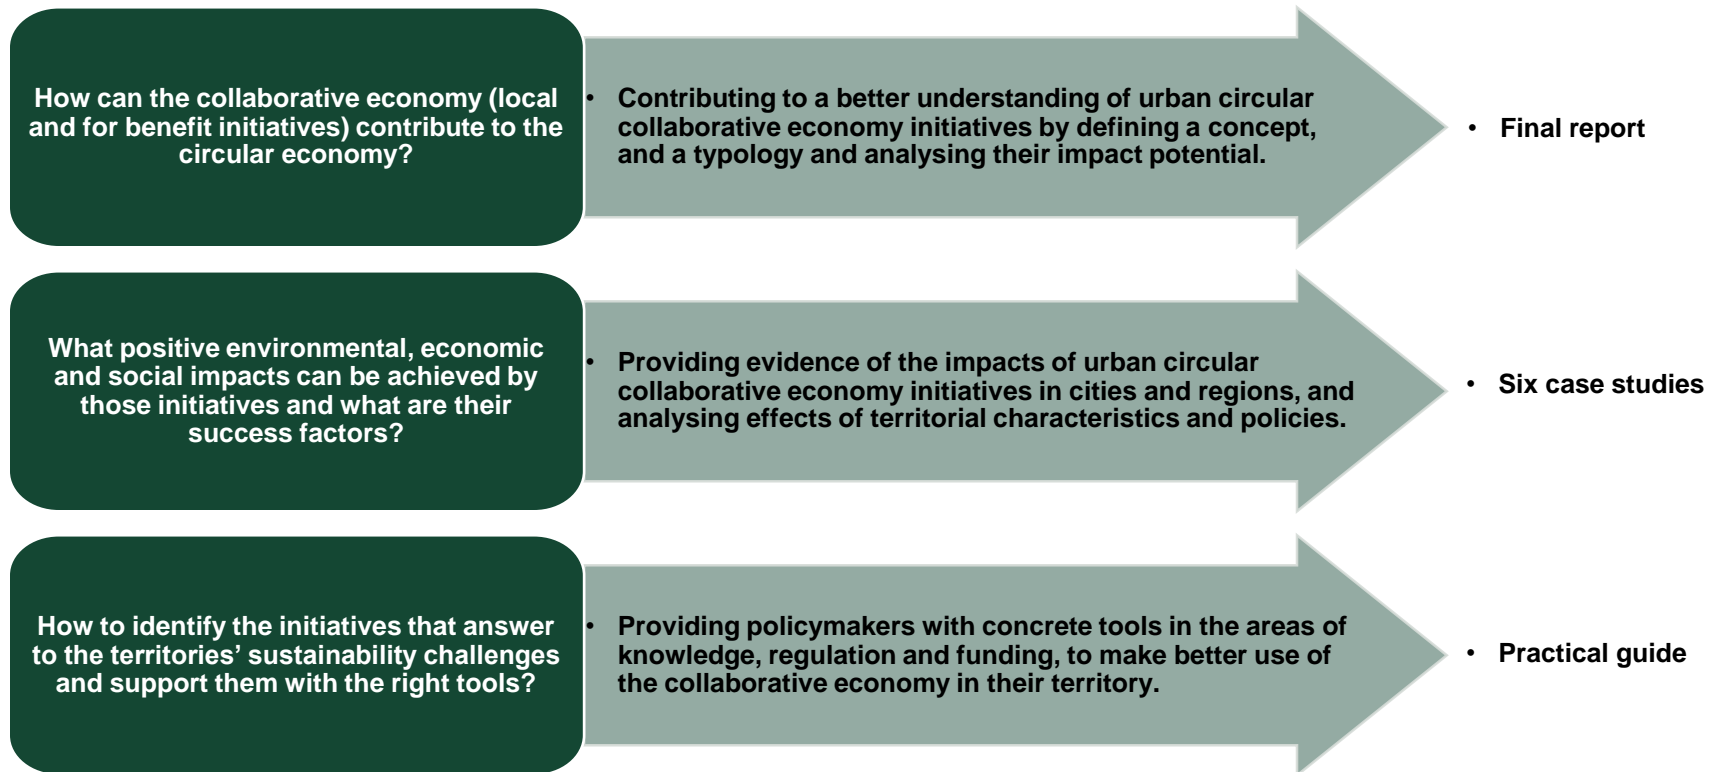 How can the collaborative economy (local
and for benefit initiatives) contribute to the
circular economy?
• Contributing to a better understanding of urban circular
collaborative economy initiatives by defining a concept,
and a typology and analysing their impact potential.
• Final report
What positive environmental, economic
and social impacts can be achieved by
those initiatives and what are their
success factors?
• Providing evidence of the impacts of urban circular
collaborative economy initiatives in cities and regions, and
analysing effects of territorial characteristics and policies.
• Six case studies
How to identify the initiatives that answer
to the territories’ sustainability challenges
and support them with the right tools?
• Providing policymakers with concrete tools in the areas of
knowledge, regulation and funding, to make better use of
the collaborative economy in their territory.
• Practical guide